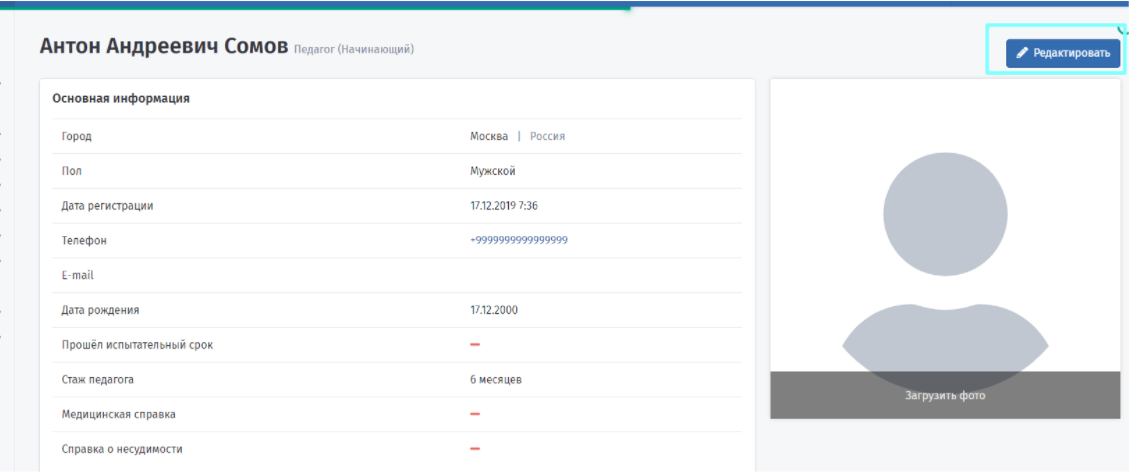 Антон Андреевич Сомов Педагог (Начинающий)
Редактировать
Основная информация
Город Москва | Россия
Пол Мужской
Дата регистрации 17.12.2019 7:36
Телефон +9999999999999999
E-mail
Дата рождения 17.12.2000
Прошёл испытательный срок –
Стаж педагога 6 месяцев
Медицинская справка –
Справка о несудимости –
Загрузить фото